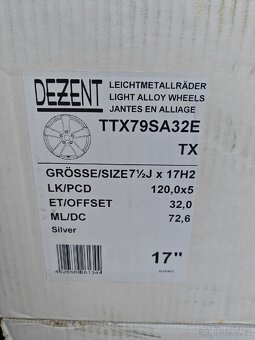 DEZENT
LEICHTMETALLRÄDER
LIGHT ALLOY WHEELS
JANTES EN ALLIAGE
TTX79SA32E
TX
GRÖSSE/SIZE7½J x 17H2
LK/PCD 120,0x5
ET/OFFSET 32,0
ML/DC 72,6
Silver
17"